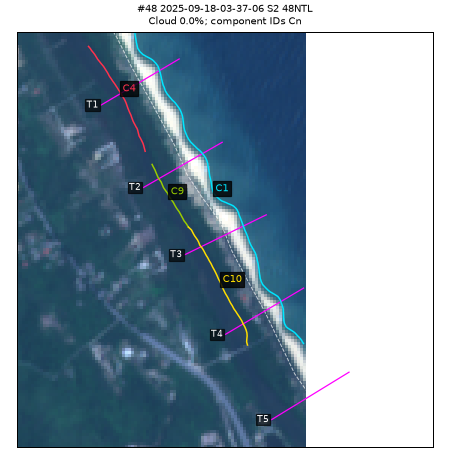 #48 2025-09-18-03-37-06 S2 48NTL
Cloud 0.0%; component IDs Cn
C4
T1
T2
C9
C1
T3
C10
T4
T5